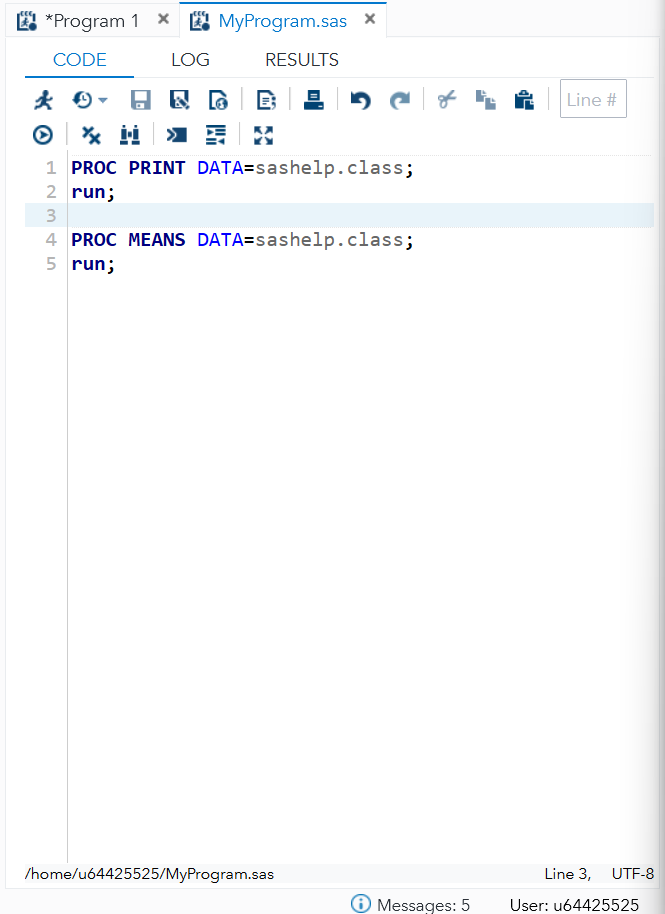 *Program 1 × MyProgram.sas ×
CODE LOG RESULTS
Line #
1 PROC PRINT DATA=sashelp.class;
2 run;
3
4 PROC MEANS DATA=sashelp.class;
5 run;
/home/u64425525/MyProgram.sas Line 3, UTF-8
Messages: 5 User: u64425525